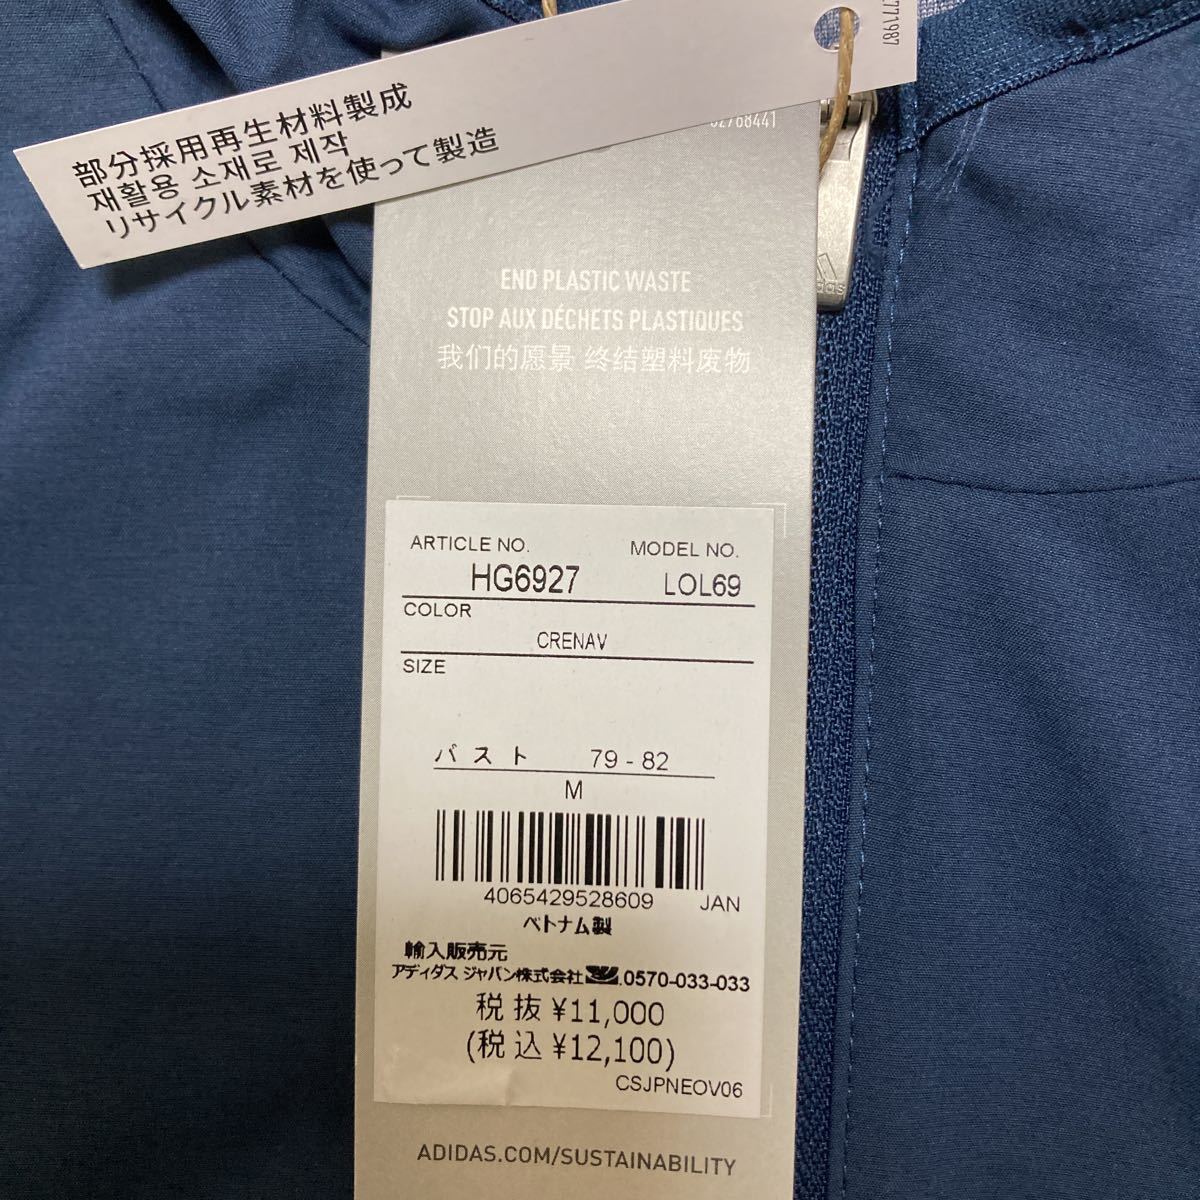 部分採用再生材料製成
재활용 소재로 제작
リサイクル素材を使って製造
END PLASTIC WASTE
STOP AUX DÉCHETS PLASTIQUES
我们的愿景 终结塑料废物
ARTICLE NO. MODEL NO.
HG6927 LOL69
COLOR
CRENAV
SIZE
バスト 79-82
M
4065429528609 JAN
ベトナム製
輸入販売元
アディダス ジャパン株式会社 0570-033-033
税抜 ¥11,000
(税込 ¥12,100)
CSJPNEOV06
ADIDAS.COM/SUSTAINABILITY